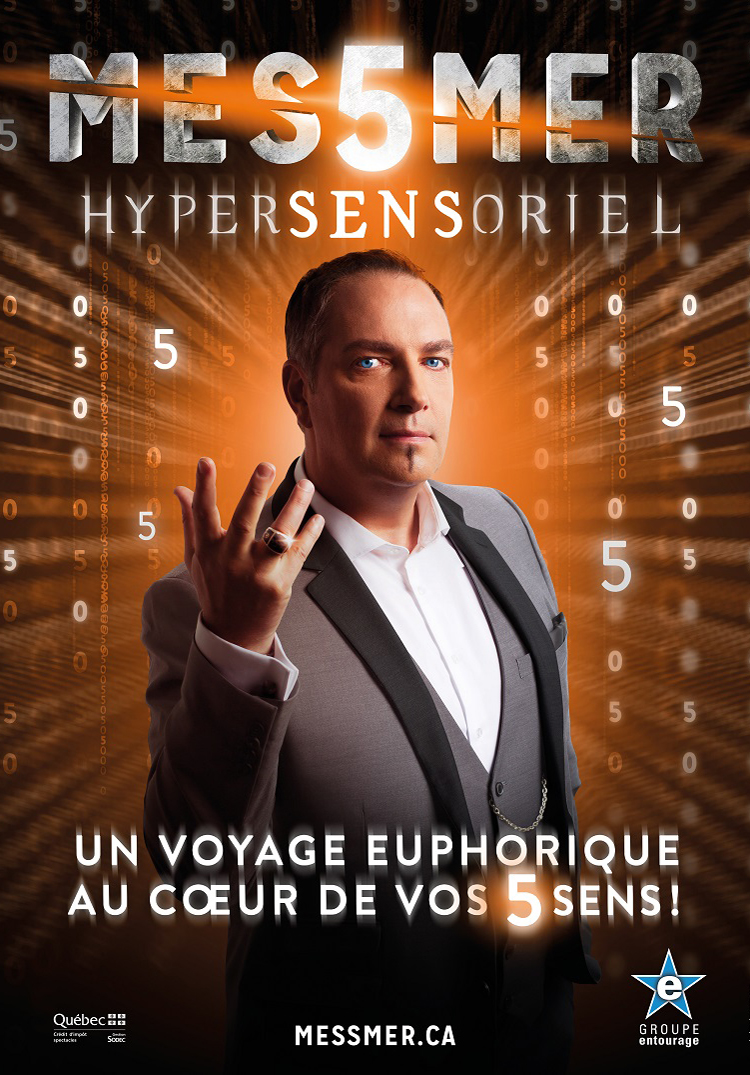 MES5MER
HYPERSENSORIEL
UN VOYAGE EUPHORIQUE
AU CŒUR DE VOS 5 SENS!
Québec
Crédit d'impôt
spectacles
Gestion
SODEC
MESSMER.CA
e
GROUPE
entourage